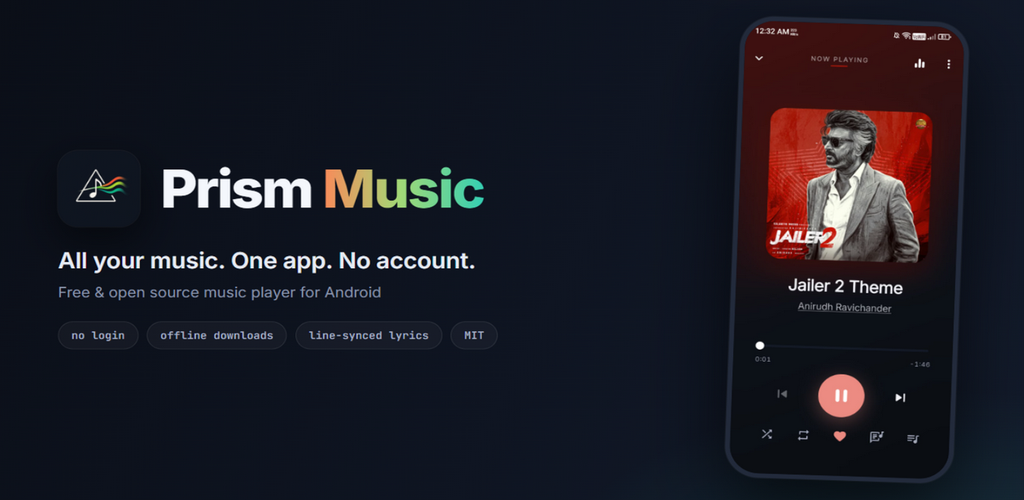 Prism Music
All your music. One app. No account.
Free & open source music player for Android
no login
offline downloads
line-synced lyrics
MIT
12:32 AM
NOW PLAYING
JAILER2
Jailer 2 Theme
Anirudh Ravichander
0:01
-1:46